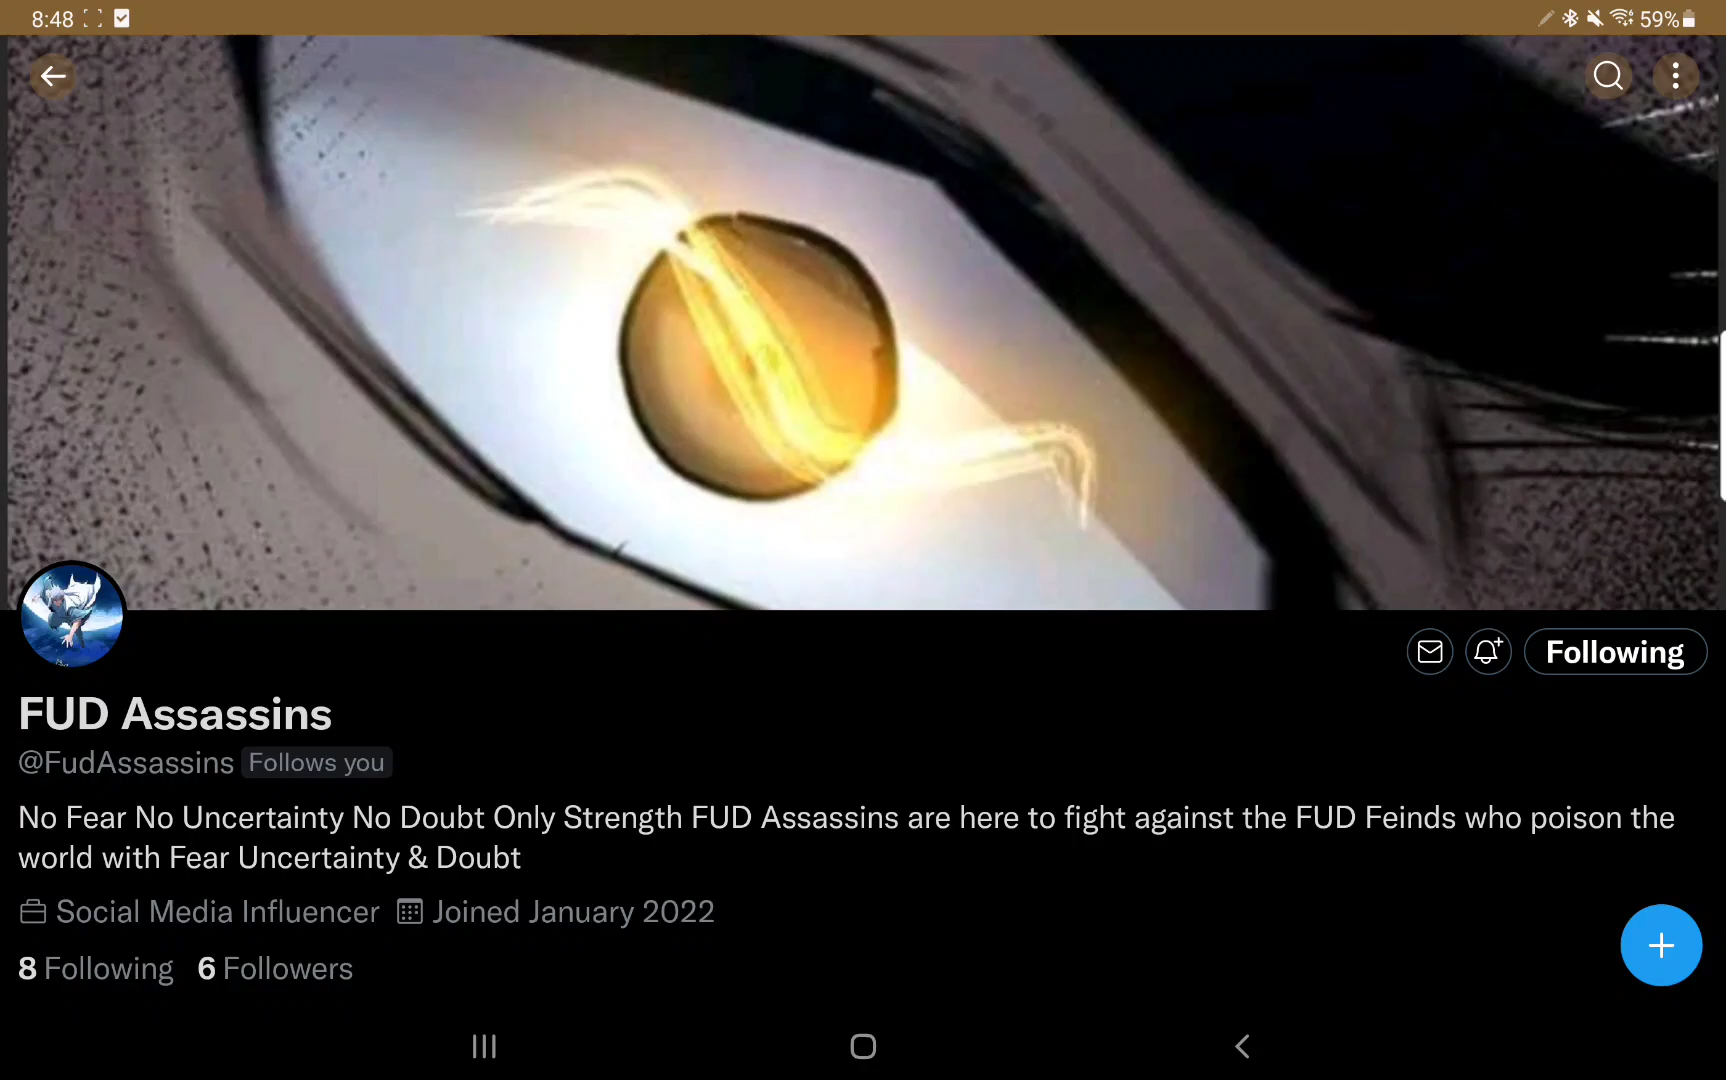 8:48
59%
FUD Assassins
Following
@FudAssassins Follows you
No Fear No Uncertainty No Doubt Only Strength FUD Assassins are here to fight against the FUD Feinds who poison the
world with Fear Uncertainty & Doubt
Social Media Influencer Joined January 2022
8 Following 6 Followers